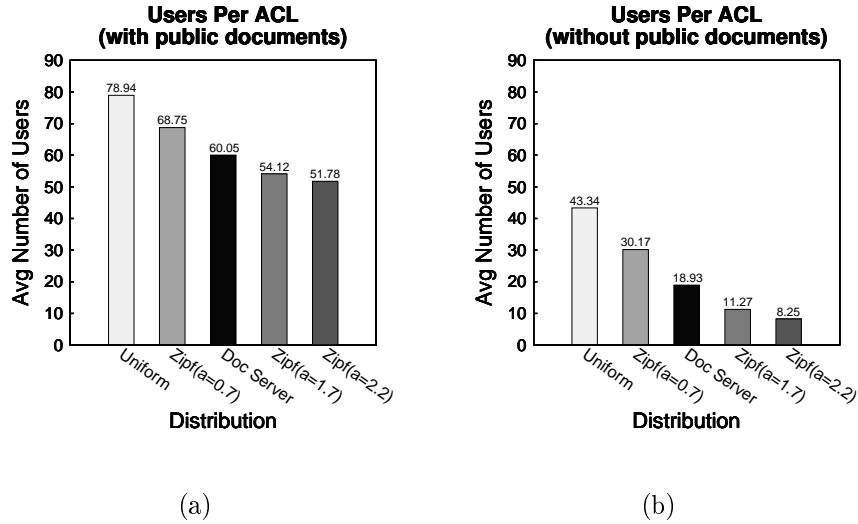 Users Per ACL
(with public documents)
90
80
70
60
50
40
30
20
10
0
Avg Number of Users
78.94
68.75
60.05
54.12
51.78
Uniform
Zipf(a=0.7)
Doc Server
Zipf(a=1.7)
Zipf(a=2.2)
Distribution
(a)
Users Per ACL
(without public documents)
90
80
70
60
50
40
30
20
10
0
Avg Number of Users
43.34
30.17
18.93
11.27
8.25
Uniform
Zipf(a=0.7)
Doc Server
Zipf(a=1.7)
Zipf(a=2.2)
Distribution
(b)